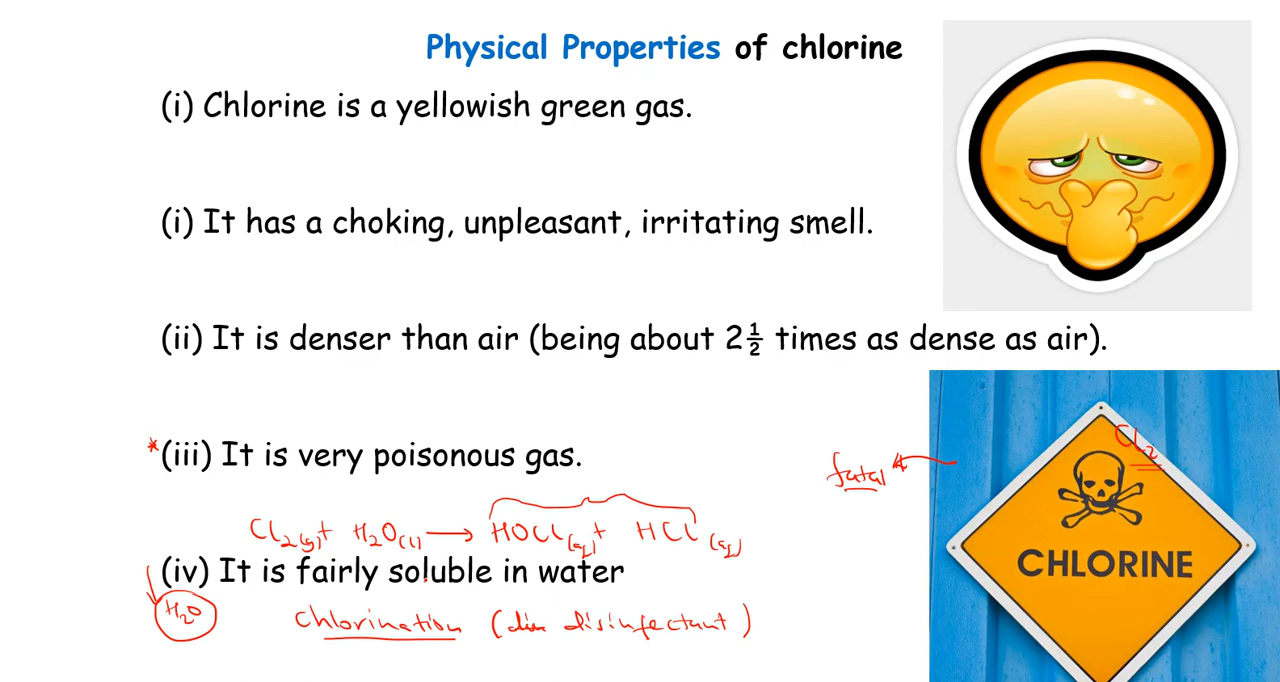 Physical Properties of chlorine
(i) Chlorine is a yellowish green gas.
(i) It has a choking, unpleasant, irritating smell.
(ii) It is denser than air (being about 2½ times as dense as air).
*(iii) It is very poisonous gas.
fatal
Cl₂
Cl₂(g) + H₂O(l) → HOCl(aq) + HCl(aq)
(iv) It is fairly soluble in water
CHLORINE
H₂O
chlorination (disinfectant)